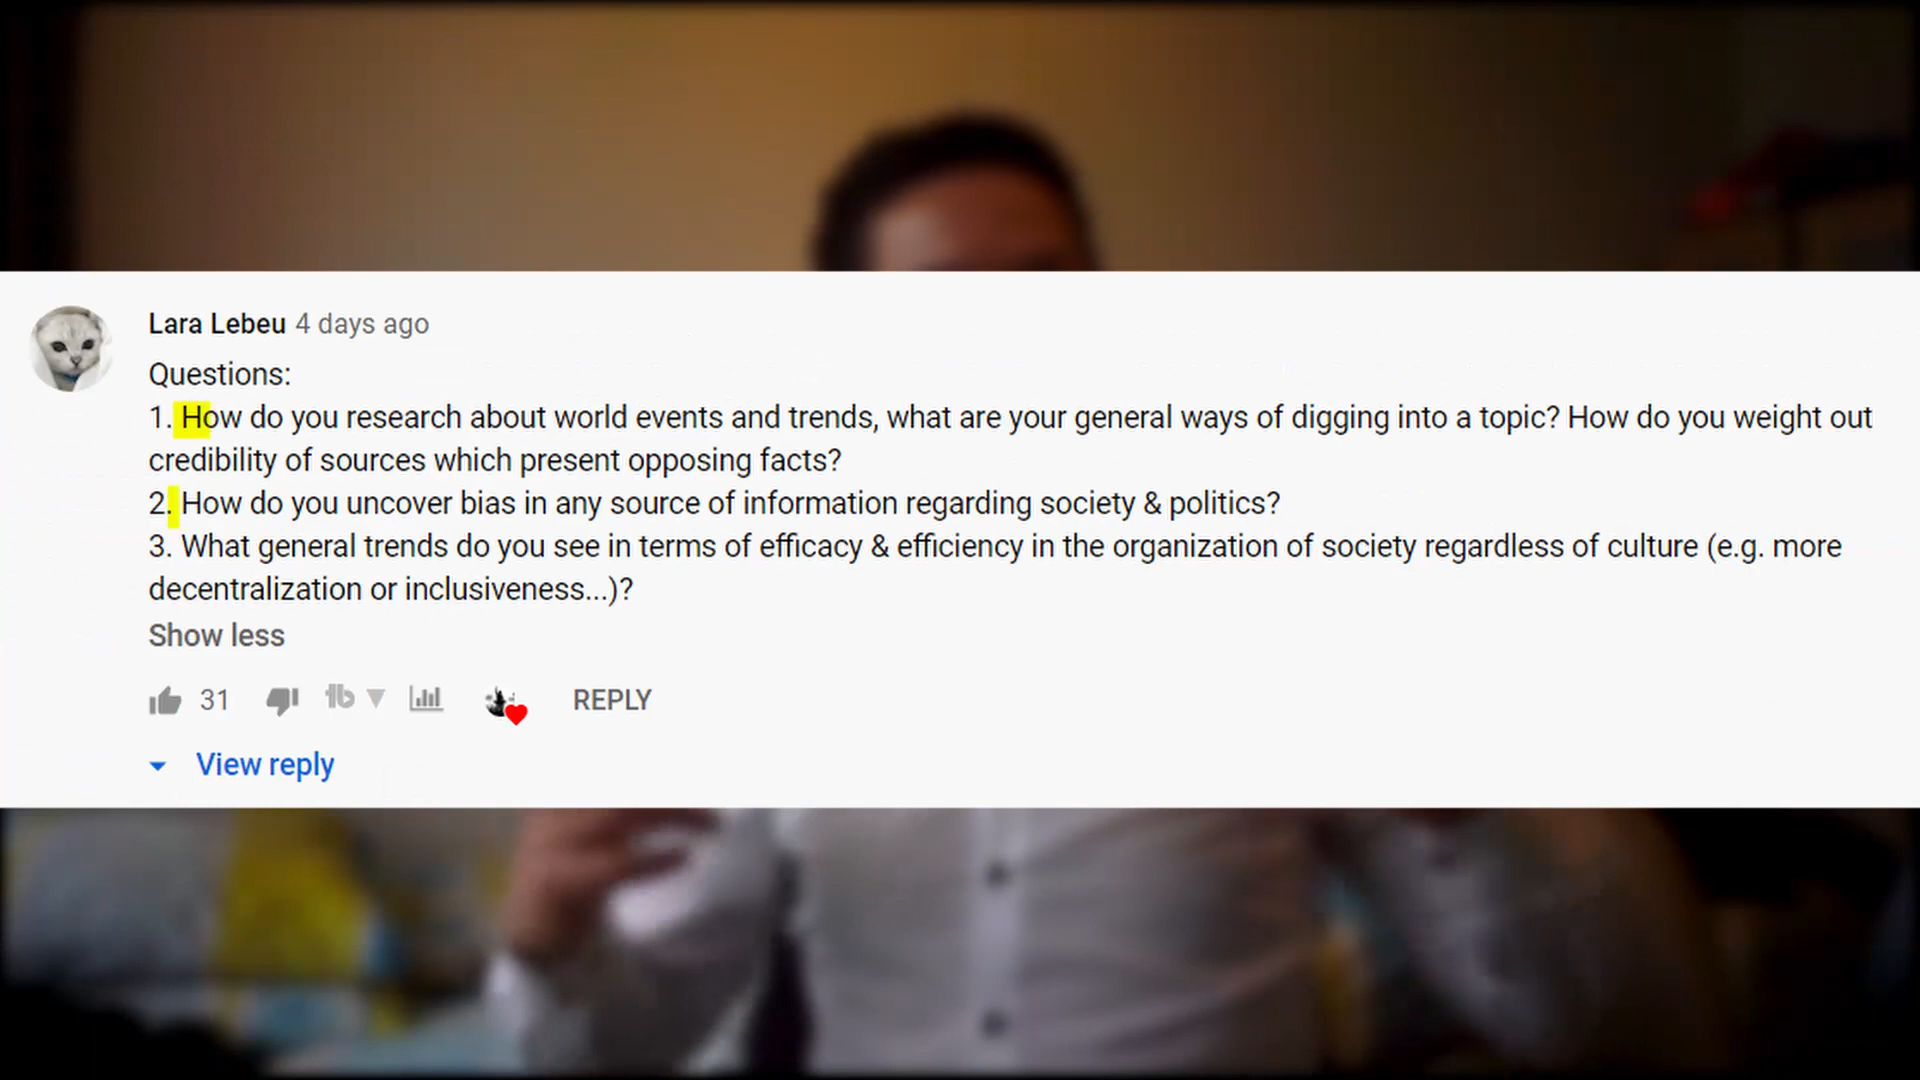 Lara Lebeu 4 days ago
Questions:
1. How do you research about world events and trends, what are your general ways of digging into a topic? How do you weight out
credibility of sources which present opposing facts?
2. How do you uncover bias in any source of information regarding society & politics?
3. What general trends do you see in terms of efficacy & efficiency in the organization of society regardless of culture (e.g. more
decentralization or inclusiveness...)?
Show less
31 tb REPLY
View reply